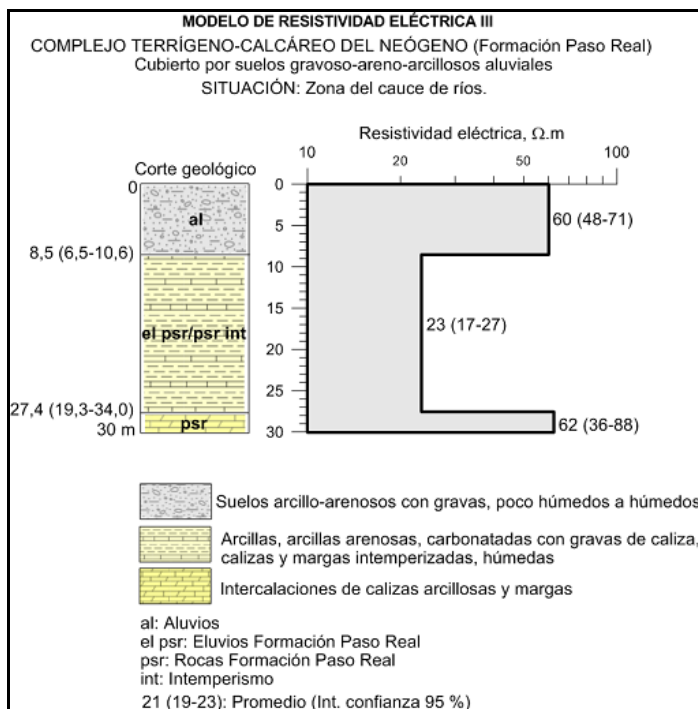 MODELO DE RESISTIVIDAD ELÉCTRICA III
COMPLEJO TERRÍGENO-CALCÁREO DEL NEÓGENO (Formación Paso Real)
Cubierto por suelos gravoso-areno-arcillosos aluviales
SITUACIÓN: Zona del cauce de ríos.
Resistividad eléctrica, Ω.m
10 20 50 100
Corte geológico
0
al
8,5 (6,5-10,6)
el psr/psr int
27,4 (19,3-34,0)
30 m
psr
0
5
10
15
20
25
30
60 (48-71)
23 (17-27)
62 (36-88)
Suelos arcillo-arenosos con gravas, poco húmedos a húmedos
Arcillas, arcillas arenosas, carbonatadas con gravas de caliza,
calizas y margas intemperizadas, húmedas
Intercalaciones de calizas arcillosas y margas
al: Aluvios
el psr: Eluvios Formación Paso Real
psr: Rocas Formación Paso Real
int: Intemperismo
21 (19-23): Promedio (Int. confianza 95 %)